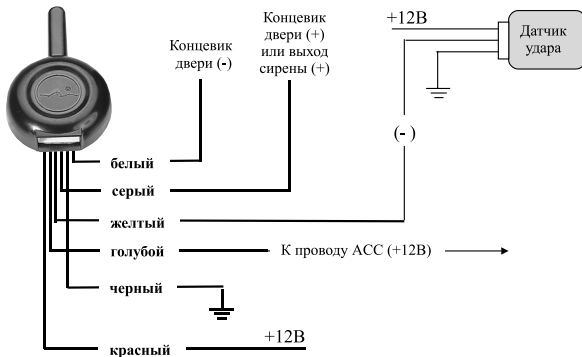 Концевик
двери (-)
Концевик
двери (+)
или выход
сирены (+)
+12В
Датчик
удара
(-)
белый
серый
желтый
голубой
К проводу АСС (+12В)
черный
красный
+12В